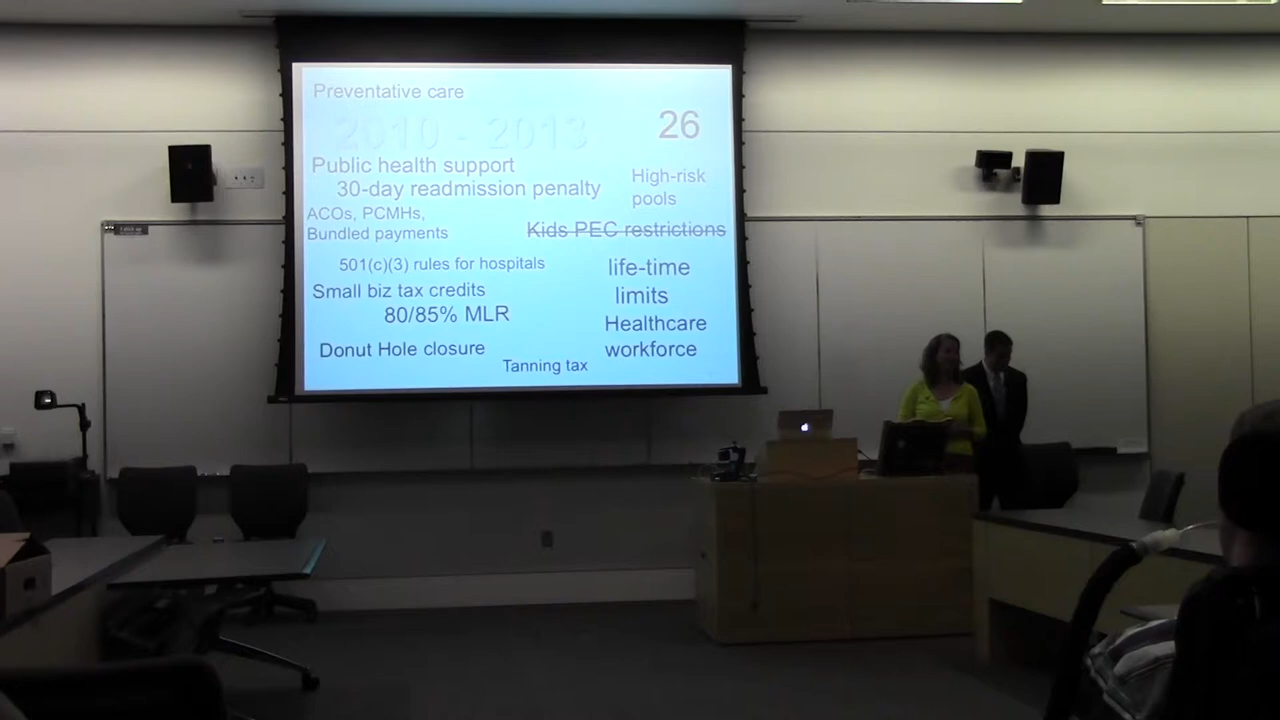 Preventative care
2010 - 2013
26
Public health support
30-day readmission penalty
High-risk
pools
ACOs, PCMHs,
Bundled payments
Kids PEC restrictions
501(c)(3) rules for hospitals
life-time
limits
Small biz tax credits
80/85% MLR
Healthcare
workforce
Donut Hole closure
Tanning tax